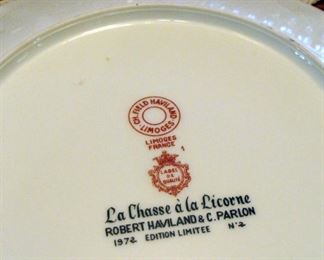 CH. FIELD HAVILAND
LIMOGES
LIMOGES
FRANCE
LABEL
DE
QUALITÉ
La Chasse à la Licorne
ROBERT HAVILAND & C. PARLON
1972 EDITION LIMITEE N°2